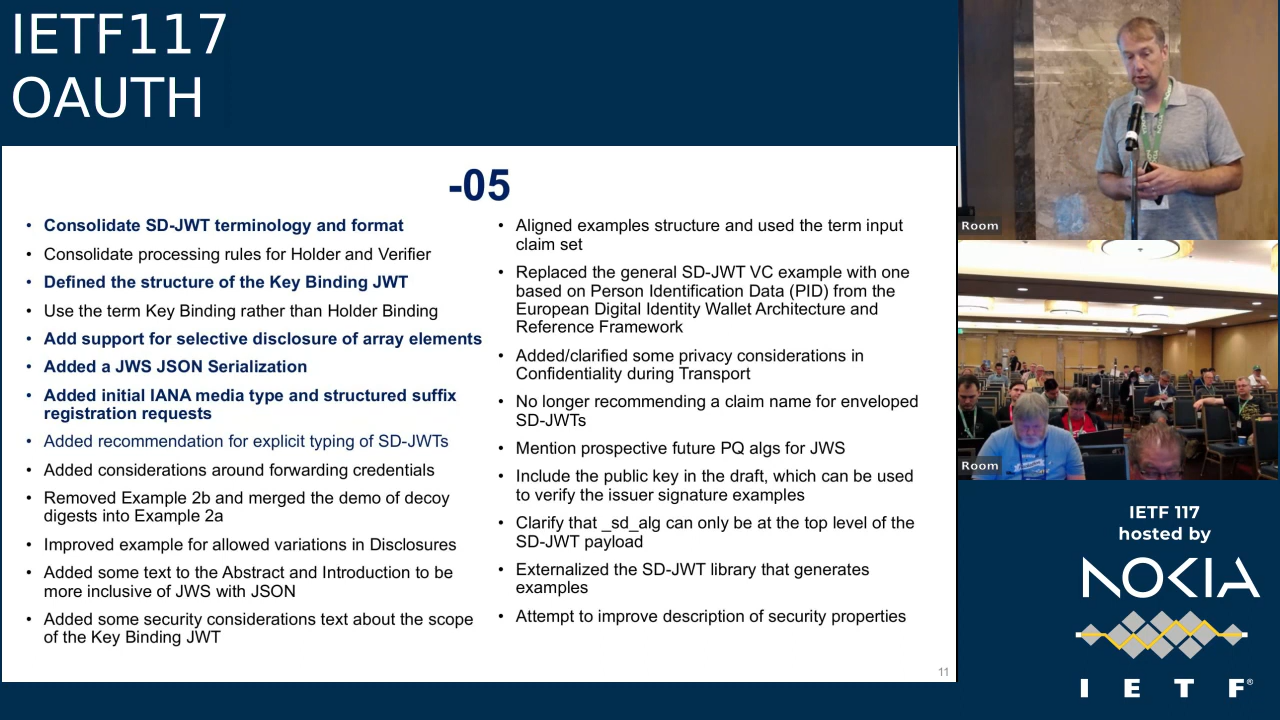 IETF117
OAUTH
-05
• Consolidate SD-JWT terminology and format
• Consolidate processing rules for Holder and Verifier
• Defined the structure of the Key Binding JWT
• Use the term Key Binding rather than Holder Binding
• Add support for selective disclosure of array elements
• Added a JWS JSON Serialization
• Added initial IANA media type and structured suffix
registration requests
• Added recommendation for explicit typing of SD-JWTs
• Added considerations around forwarding credentials
• Removed Example 2b and merged the demo of decoy
digests into Example 2a
• Improved example for allowed variations in Disclosures
• Added some text to the Abstract and Introduction to be
more inclusive of JWS with JSON
• Added some security considerations text about the scope
of the Key Binding JWT
• Aligned examples structure and used the term input
claim set
• Replaced the general SD-JWT VC example with one
based on Person Identification Data (PID) from the
European Digital Identity Wallet Architecture and
Reference Framework
• Added/clarified some privacy considerations in
Confidentiality during Transport
• No longer recommending a claim name for enveloped
SD-JWTs
• Mention prospective future PQ algs for JWS
• Include the public key in the draft, which can be used
to verify the issuer signature examples
• Clarify that _sd_alg can only be at the top level of the
SD-JWT payload
• Externalized the SD-JWT library that generates
examples
• Attempt to improve description of security properties
11
Room
Room
IETF 117
hosted by
NOKIA
I E T F®